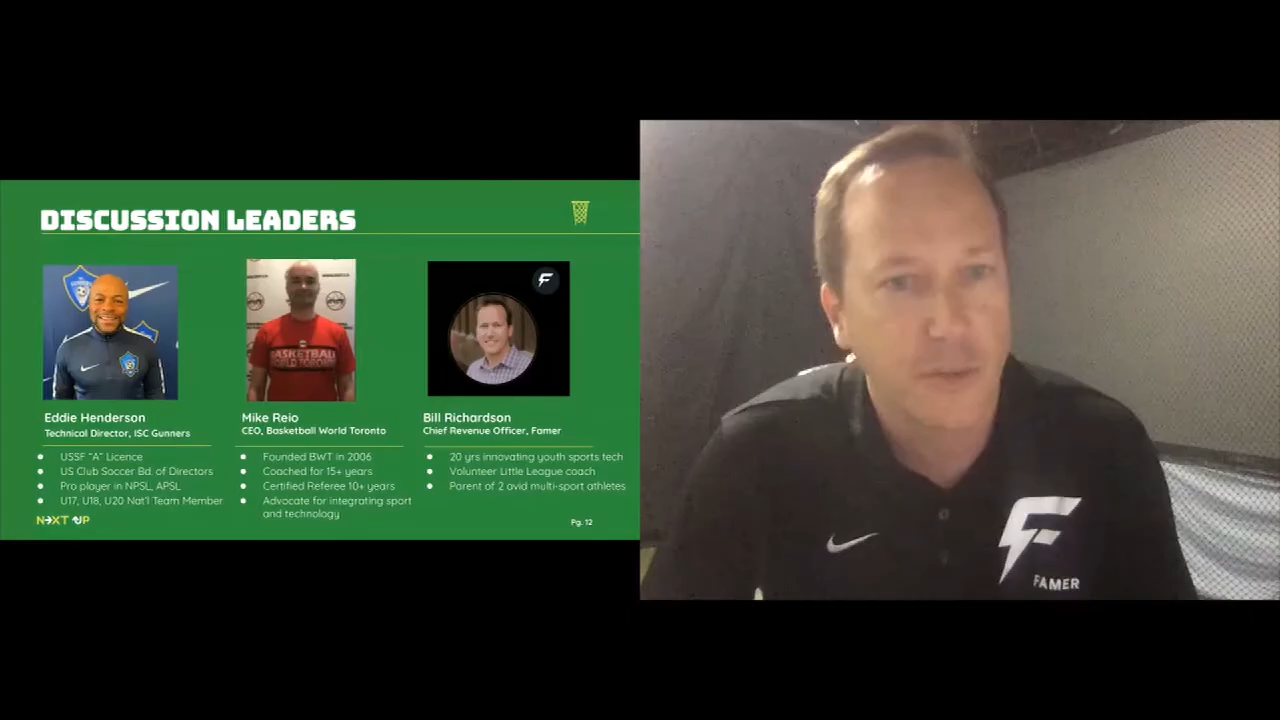 DISCUSSION LEADERS
Eddie Henderson
Technical Director, ISC Gunners
USSF "A" Licence
US Club Soccer Bd. of Directors
Pro player in NPSL, APSL
U17, U18, U20 Nat'l Team Member
Mike Reio
CEO, Basketball World Toronto
Founded BWT in 2006
Coached for 15+ years
Certified Referee 10+ years
Advocate for integrating sport
and technology
Bill Richardson
Chief Revenue Officer, Famer
20 yrs innovating youth sports tech
Volunteer Little League coach
Parent of 2 avid multi-sport athletes
NEXT UP
Pg. 12
BASKETBALL
WORLD TORONTO
F
F
FAMER